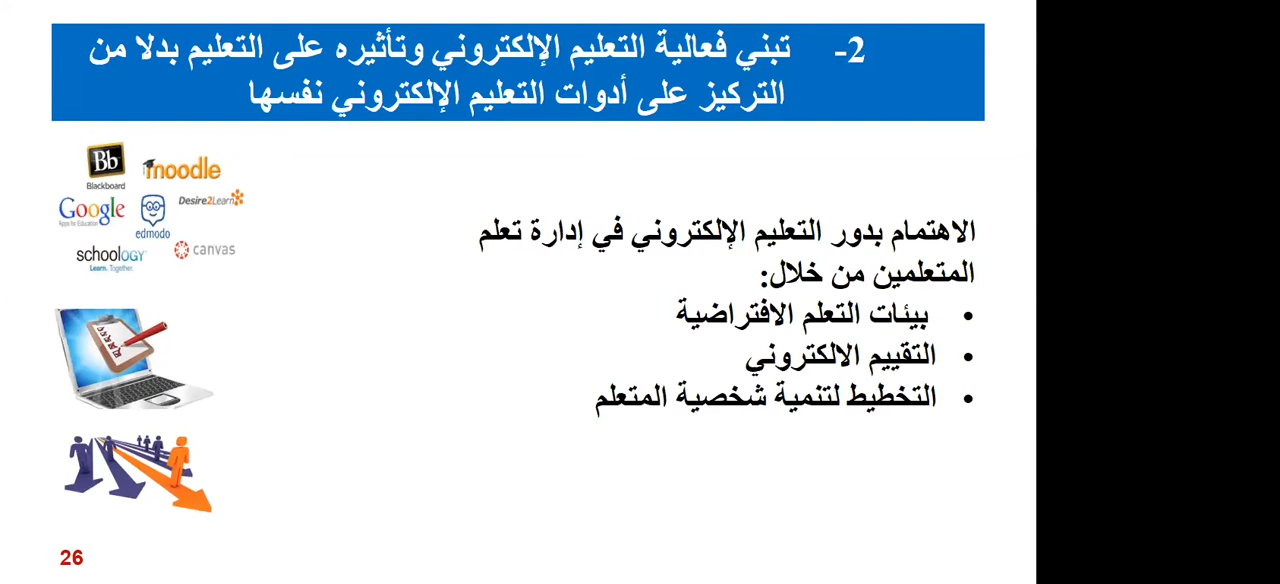 2- تبني فعالية التعليم الإلكتروني وتأثيره على التعليم بدلا من
التركيز على أدوات التعليم الإلكتروني نفسها
الاهتمام بدور التعليم الإلكتروني في إدارة تعلم
المتعلمين من خلال:
• بيئات التعلم الافتراضية
• التقييم الالكتروني
• التخطيط لتنمية شخصية المتعلم
Bb
Blackboard
moodle
Google
Apps for Education
edmodo
Desire2Learn
schoology
Learn. Together.
canvas
26